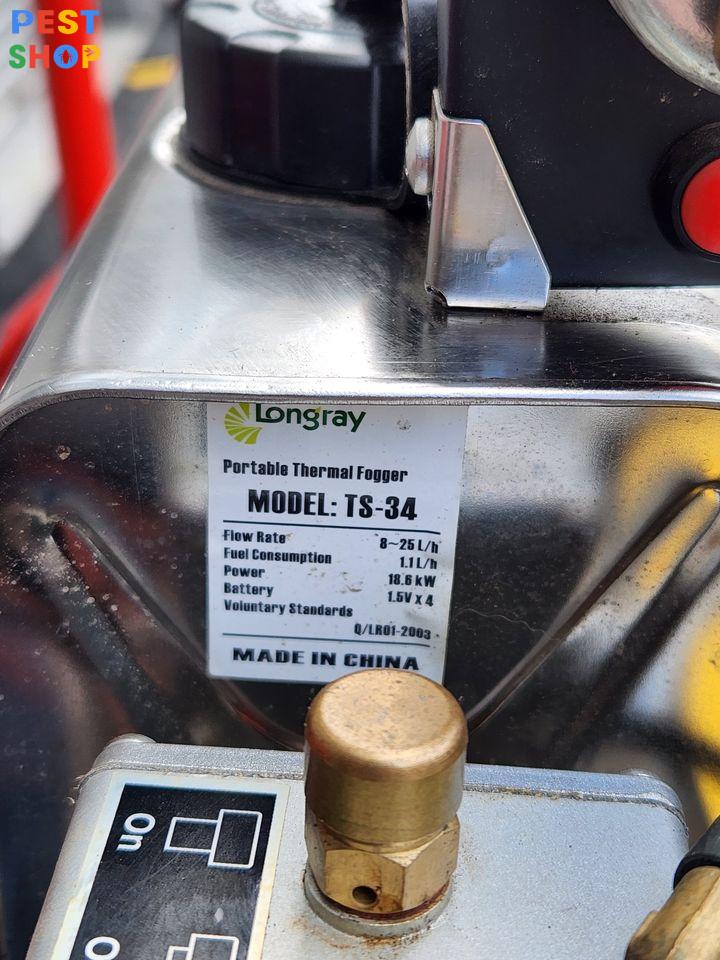 PEST
SHOP
Longray
Portable Thermal Fogger
MODEL: TS-34
Flow Rate 8~25 L/h
Fuel Consumption 1.1 L/h
Power 18.6 kW
Battery 1.5V X 4
Voluntary Standards
Q/LR01-2003
MADE IN CHINA
On